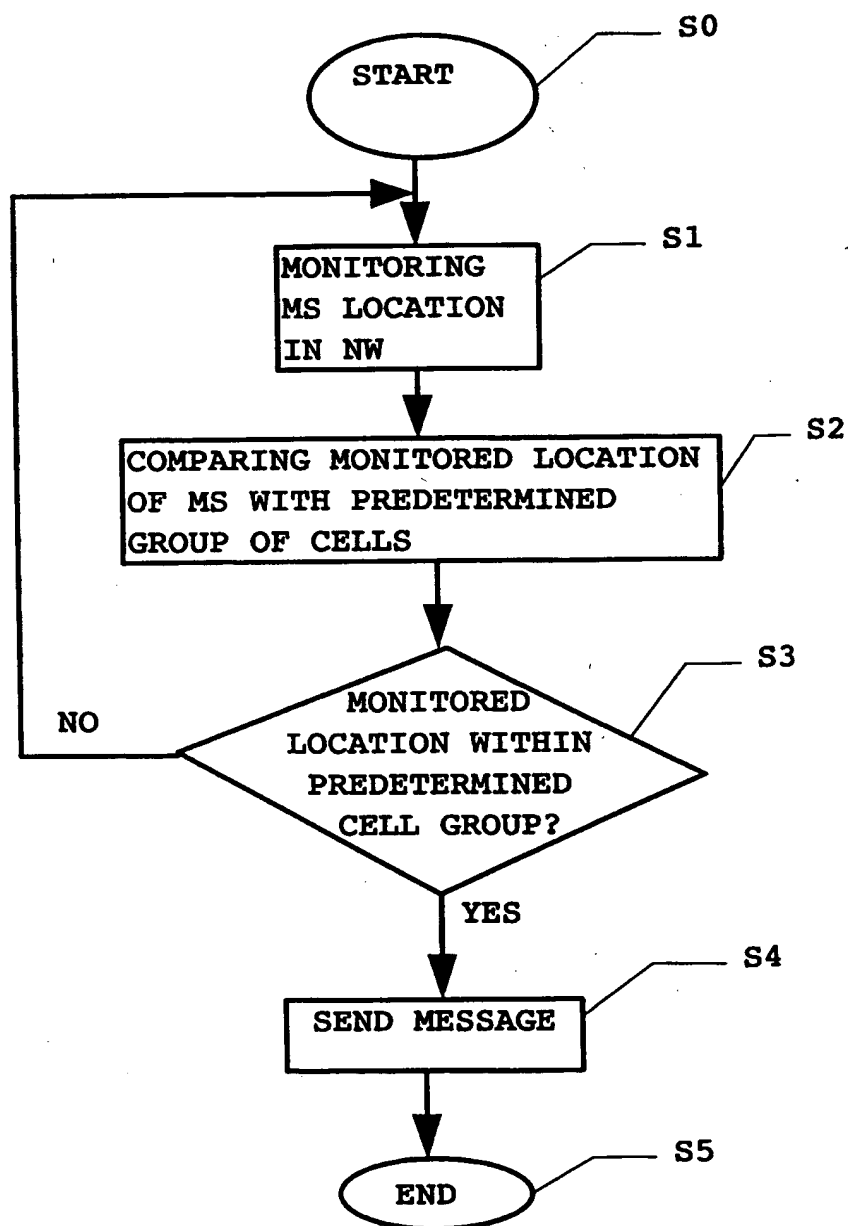 S0
START
S1
MONITORING
MS LOCATION
IN NW
S2
COMPARING MONITORED LOCATION
OF MS WITH PREDETERMINED
GROUP OF CELLS
S3
MONITORED
LOCATION WITHIN
PREDETERMINED
CELL GROUP?
NO
YES
S4
SEND MESSAGE
S5
END